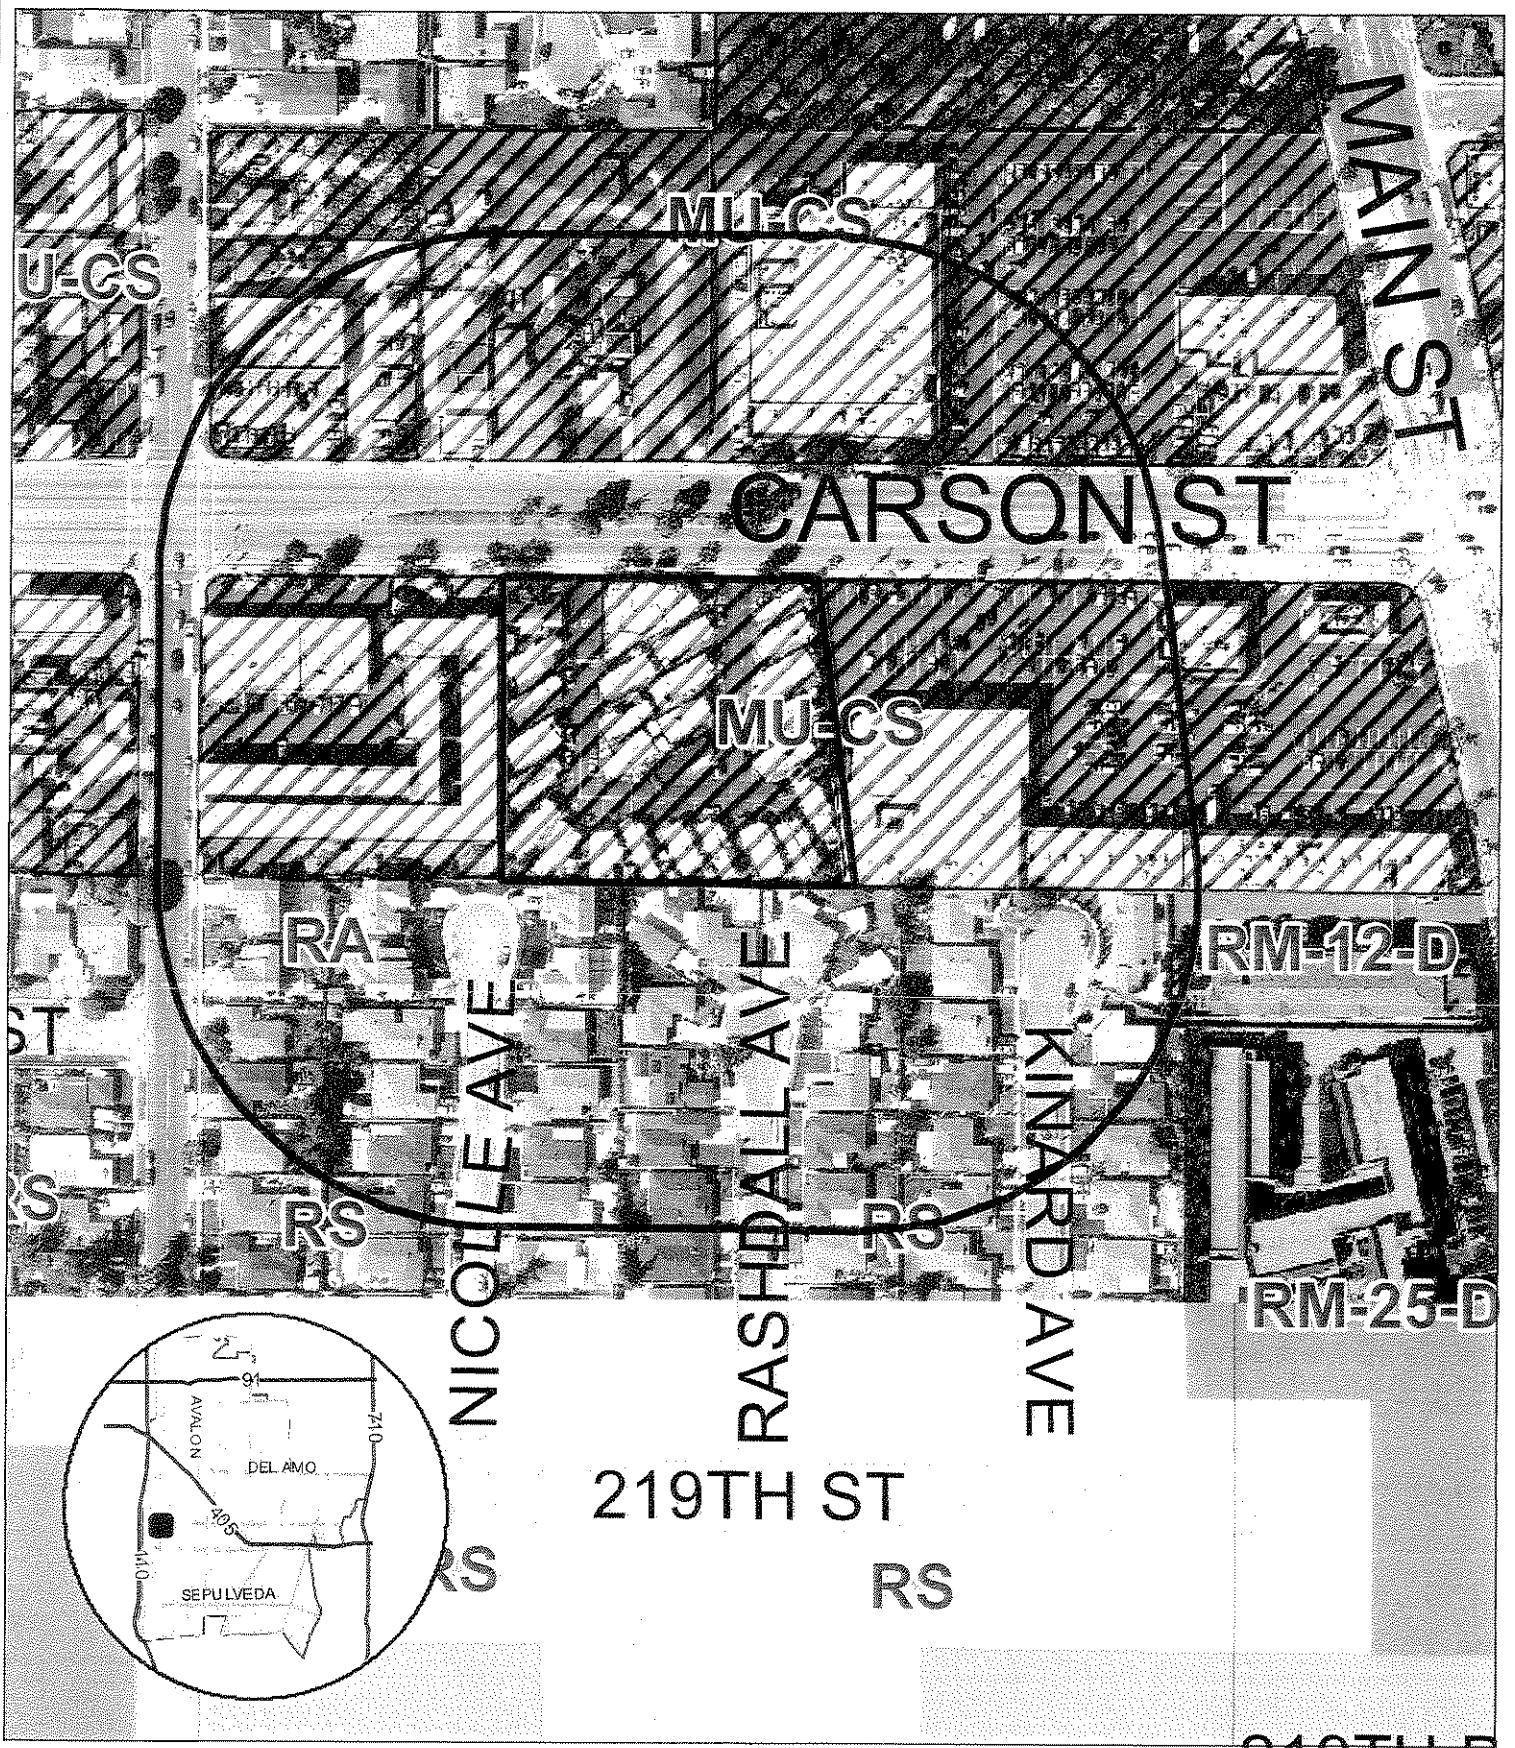 MAIN ST
MU-CS
U-CS
CARSON ST
MU-CS
RA
RM-12-D
ST
NICOLLE AVE
RASHDALL AVE
KINARD AVE
RS
RS
RS
RM-25-D
91
AVALON
710
DEL AMO
405
110
SEPULVEDA
219TH ST
RS
RS